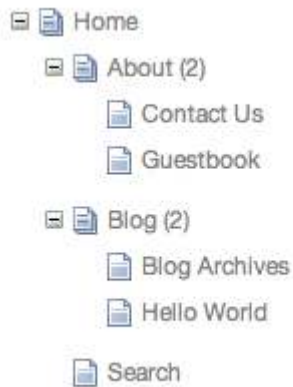 Home
About (2)
Contact Us
Guestbook
Blog (2)
Blog Archives
Hello World
Search